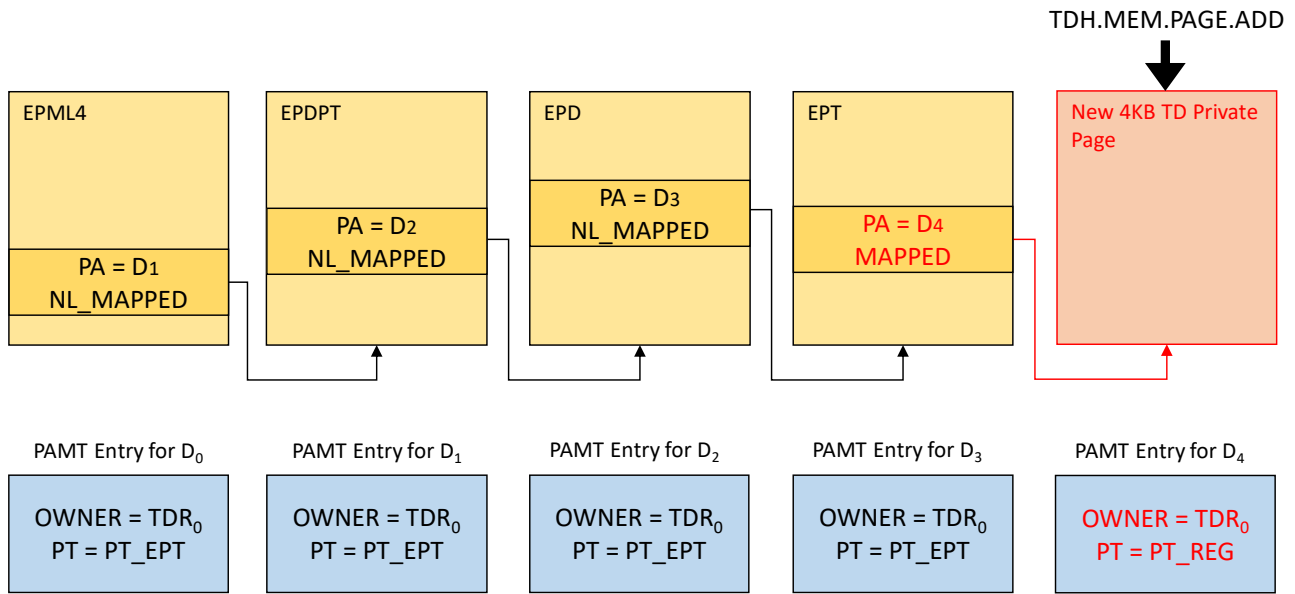 TDH.MEM.PAGE.ADD
EPML4
PA = D1
NL_MAPPED
EPDPT
PA = D2
NL_MAPPED
EPD
PA = D3
NL_MAPPED
EPT
PA = D4
MAPPED
New 4KB TD Private
Page
PAMT Entry for D₀
OWNER = TDR₀
PT = PT_EPT
PAMT Entry for D₁
OWNER = TDR₀
PT = PT_EPT
PAMT Entry for D₂
OWNER = TDR₀
PT = PT_EPT
PAMT Entry for D₃
OWNER = TDR₀
PT = PT_EPT
PAMT Entry for D₄
OWNER = TDR₀
PT = PT_REG